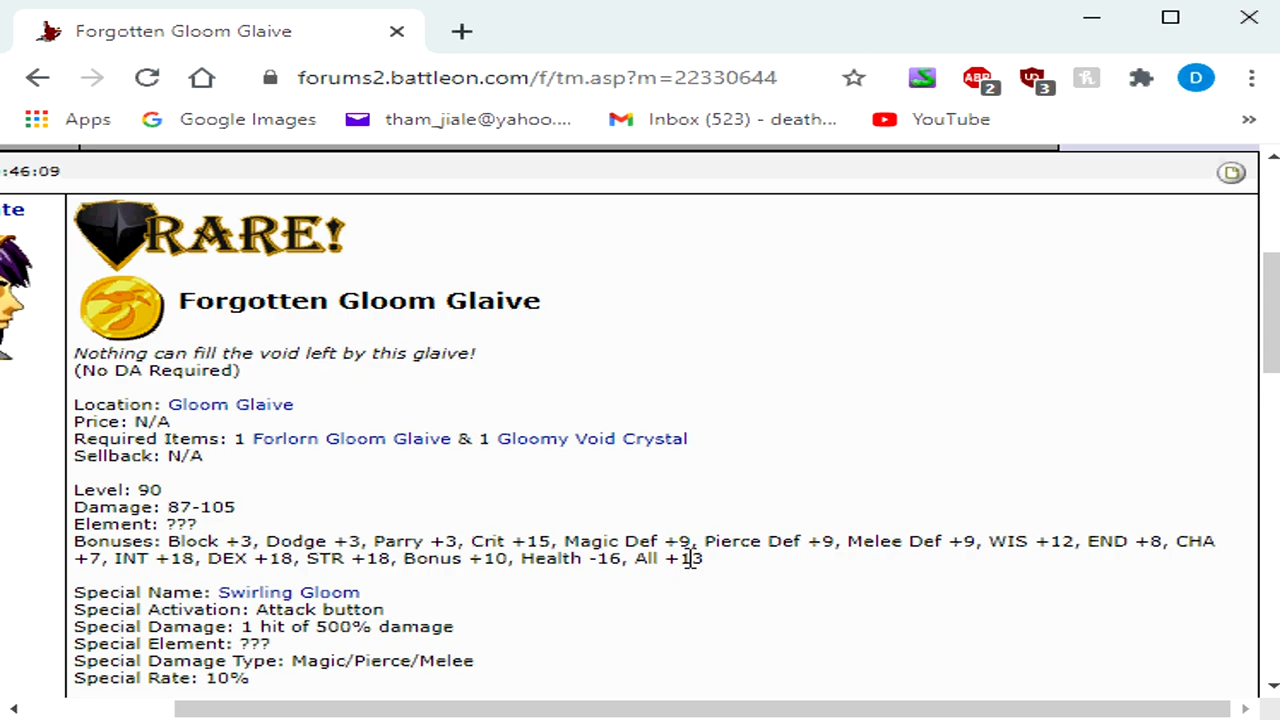 Forgotten Gloom Glaive
forums2.battleon.com/f/tm.asp?m=22330644
ABP
2
3
D
Apps
G
Google Images
tham_jiale@yahoo....
Inbox (523) - death...
YouTube
»
:46:09
te
RARE!
Forgotten Gloom Glaive
Nothing can fill the void left by this glaive!
(No DA Required)
Location: Gloom Glaive
Price: N/A
Required Items: 1 Forlorn Gloom Glaive & 1 Gloomy Void Crystal
Sellback: N/A
Level: 90
Damage: 87-105
Element: ???
Bonuses: Block +3, Dodge +3, Parry +3, Crit +15, Magic Def +9, Pierce Def +9, Melee Def +9, WIS +12, END +8, CHA
+7, INT +18, DEX +18, STR +18, Bonus +10, Health -16, All +13
Special Name: Swirling Gloom
Special Activation: Attack button
Special Damage: 1 hit of 500% damage
Special Element: ???
Special Damage Type: Magic/Pierce/Melee
Special Rate: 10%